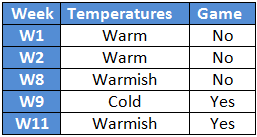 Week Temperatures Game
W1 Warm No
W2 Warm No
W8 Warmish No
W9 Cold Yes
W11 Warmish Yes